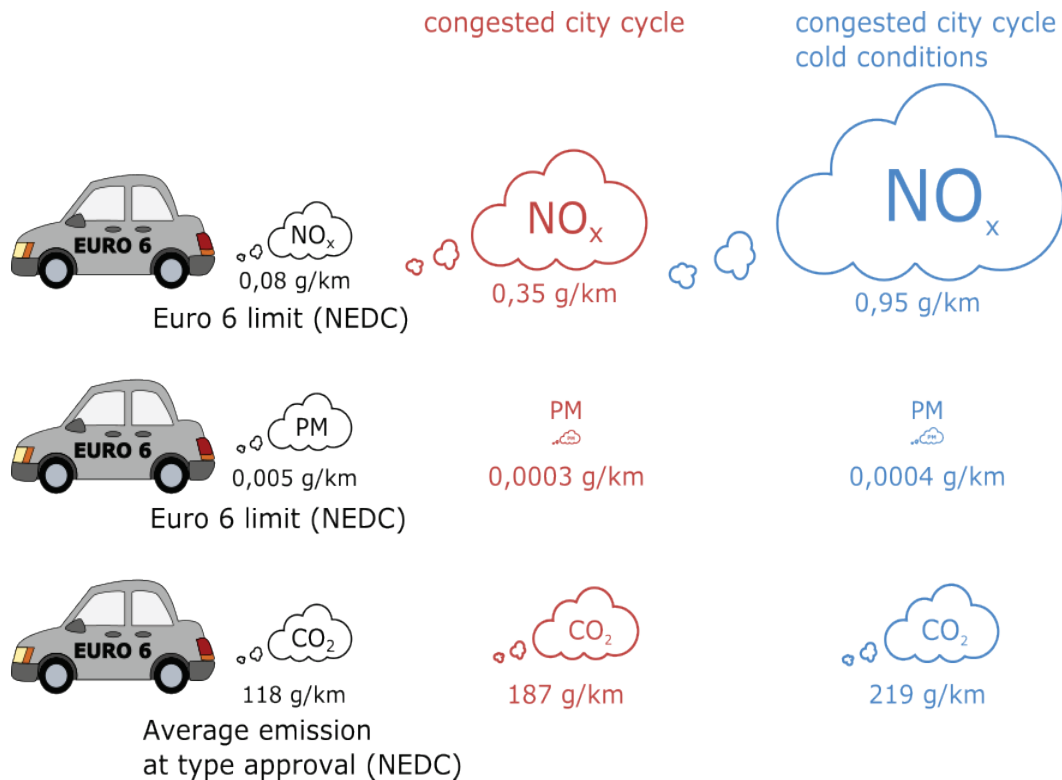 congested city cycle
congested city cycle
cold conditions
EURO 6
NOx
0,08 g/km
Euro 6 limit (NEDC)
NOx
0,35 g/km
NOx
0,95 g/km
EURO 6
PM
0,005 g/km
Euro 6 limit (NEDC)
PM
PM
0,0003 g/km
PM
PM
0,0004 g/km
EURO 6
CO2
118 g/km
Average emission
at type approval (NEDC)
CO2
187 g/km
CO2
219 g/km